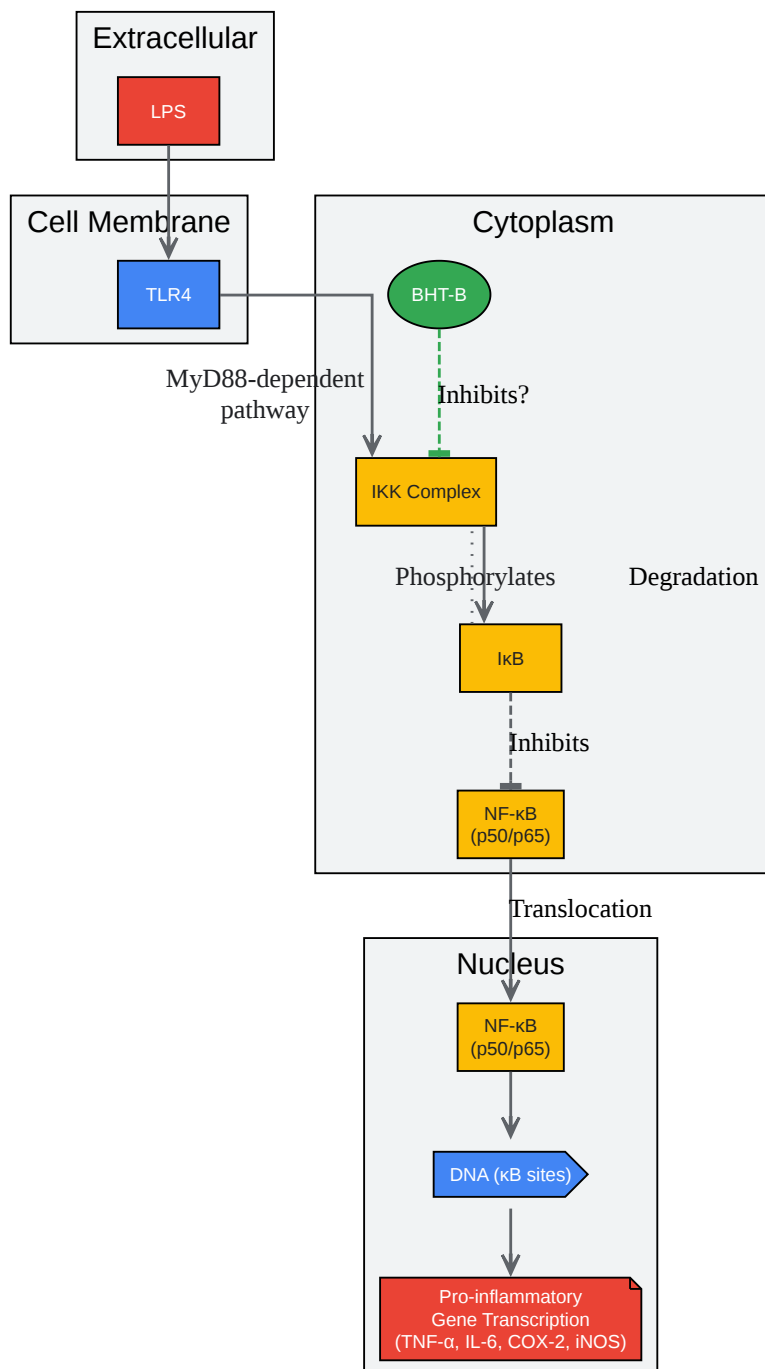 Extracellular
LPS
Cell Membrane
TLR4
Cytoplasm
BHT-B
MyD88-dependent
pathway
Inhibits?
IKK Complex
Phosphorylates
Degradation
IκB
Inhibits
NF-κB
(p50/p65)
Translocation
Nucleus
NF-κB
(p50/p65)
DNA (κB sites)
Pro-inflammatory
Gene Transcription
(TNF-α, IL-6, COX-2, iNOS)